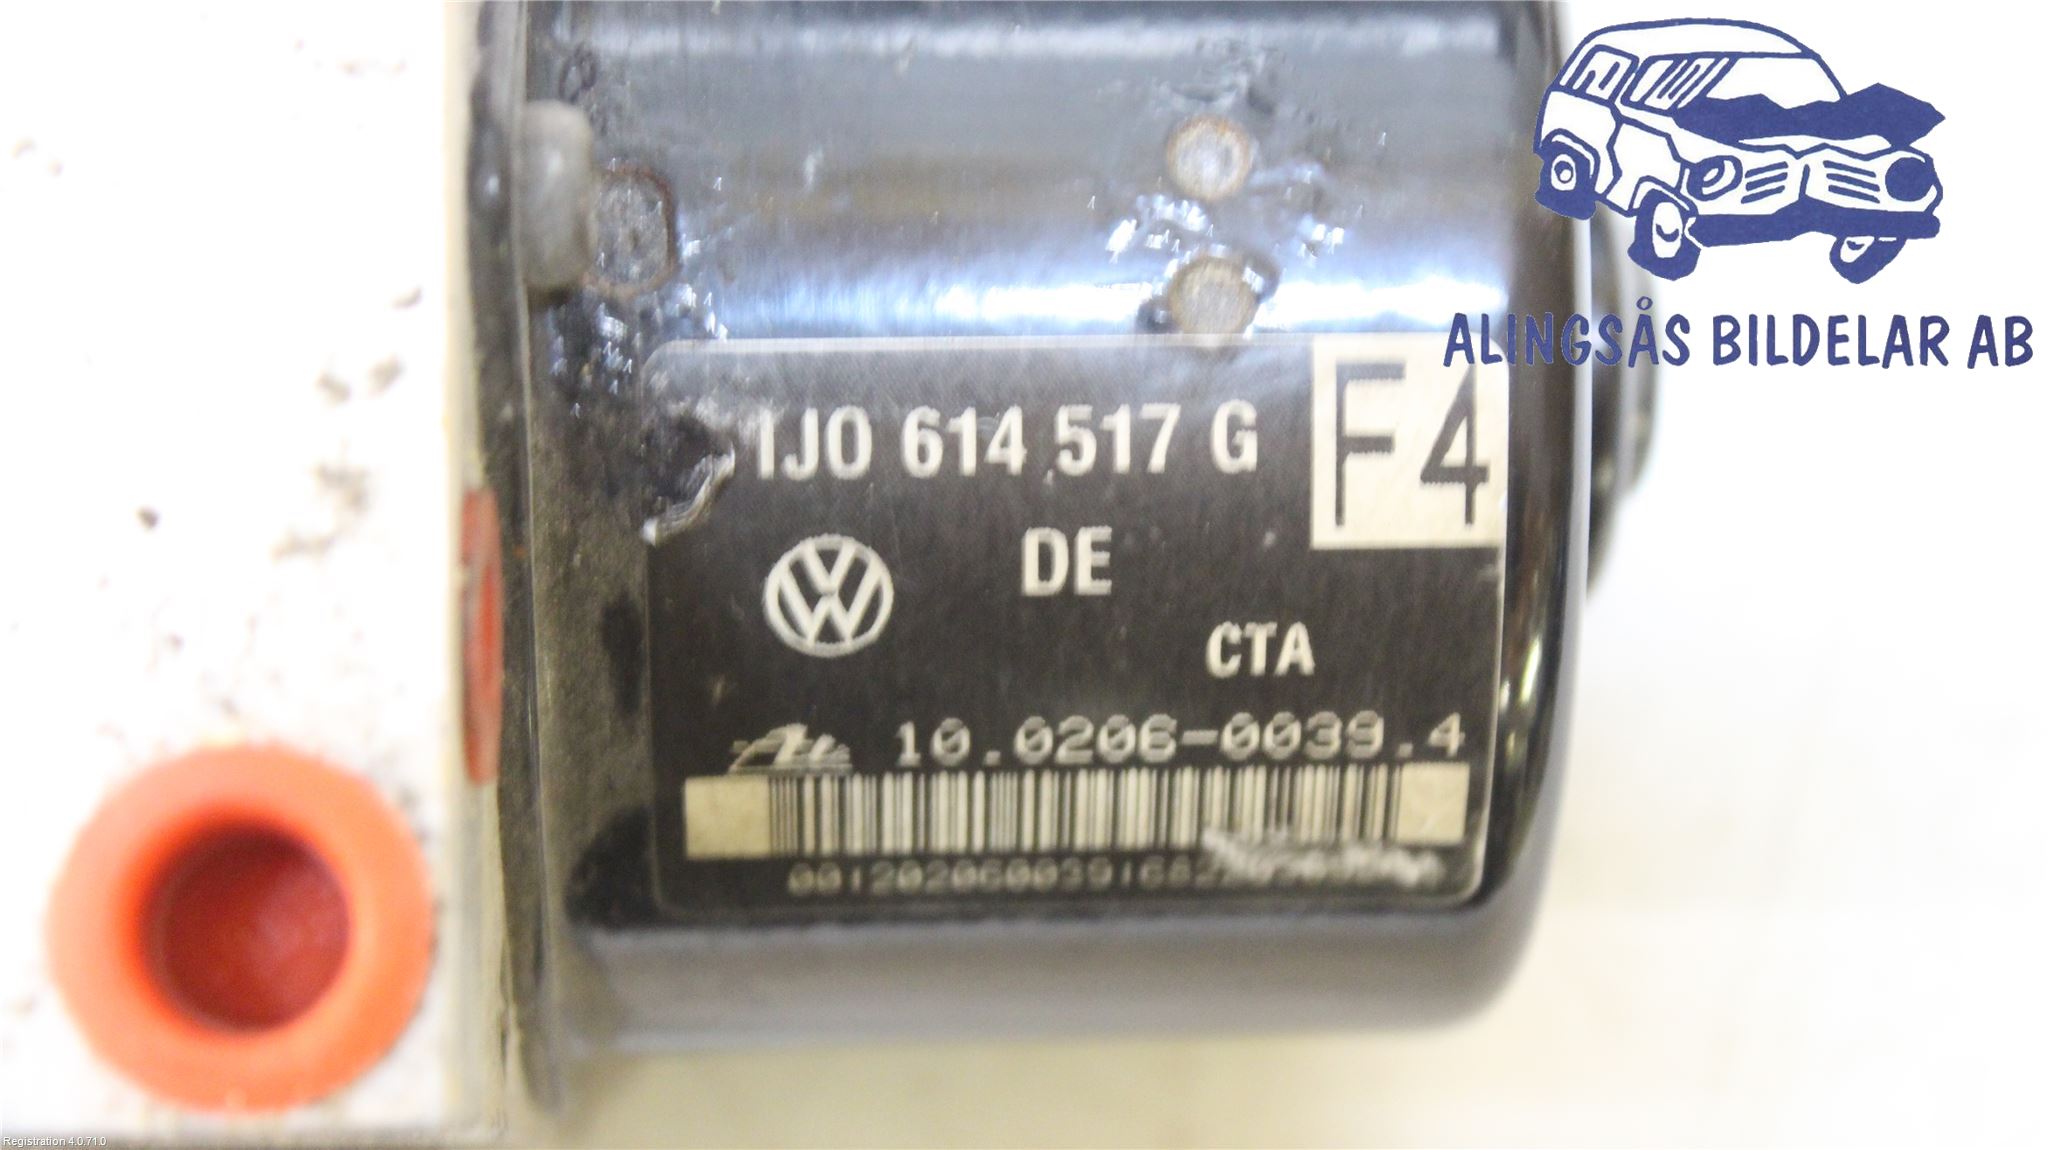 ALINGSÅS BILDELAR AB
1J0 614 517 G
F4
DE
CTA
10.0206-0039.4
Registration 4.0.71.0